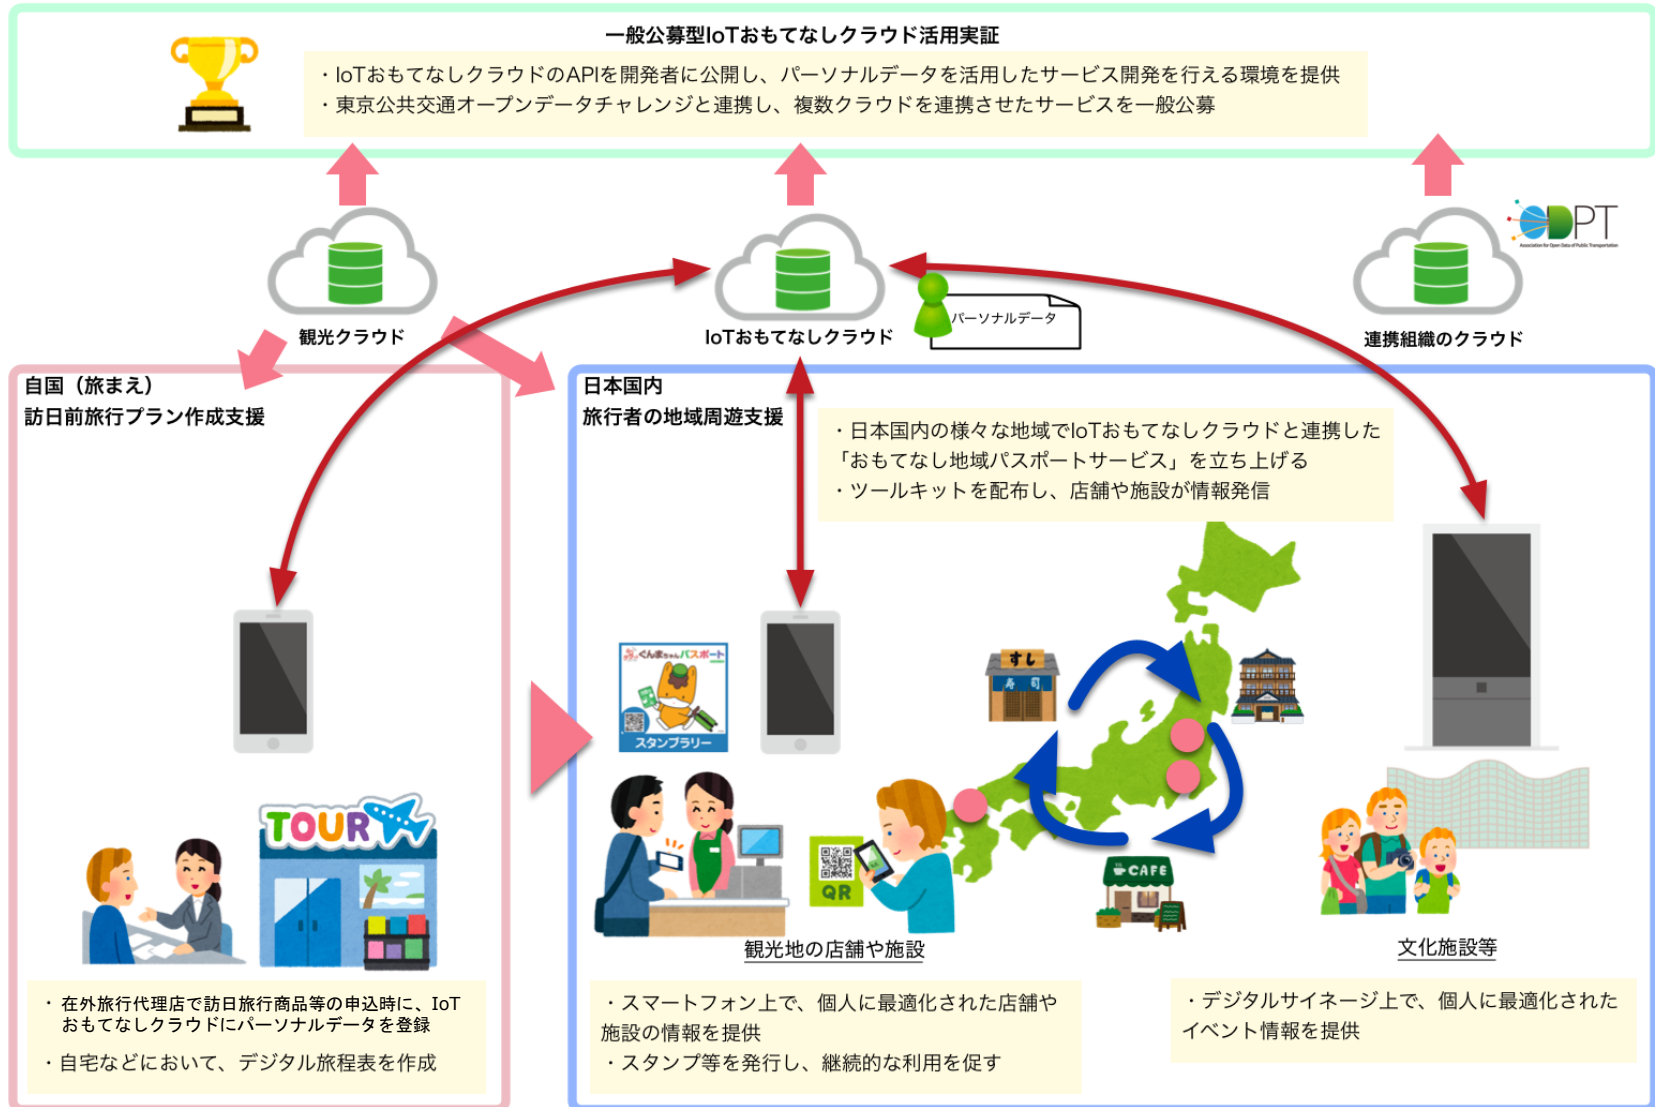 一般公募型IoTおもてなしクラウド活用実証
・IoTおもてなしクラウドのAPIを開発者に公開し、パーソナルデータを活用したサービス開発を行える環境を提供
・東京公共交通オープンデータチャレンジと連携し、複数クラウドを連携させたサービスを一般公募
ODPT
Association for Open Data of Public Transportation
観光クラウド
IoTおもてなしクラウド
パーソナルデータ
連携組織のクラウド
自国（旅まえ）
訪日前旅行プラン作成支援
日本国内
旅行者の地域周遊支援
・日本国内の様々な地域でIoTおもてなしクラウドと連携した
「おもてなし地域パスポートサービス」を立ち上げる
・ツールキットを配布し、店舗や施設が情報発信
ぐんまちゃんパスポート
スタンプラリー
すし
寿司
TOUR
QR
CAFE
観光地の店舗や施設
文化施設等
・在外旅行代理店で訪日旅行商品等の申込時に、IoT
おもてなしクラウドにパーソナルデータを登録
・自宅などにおいて、デジタル旅程表を作成
・スマートフォン上で、個人に最適化された店舗や
施設の情報を提供
・スタンプ等を発行し、継続的な利用を促す
・デジタルサイネージ上で、個人に最適化された
イベント情報を提供